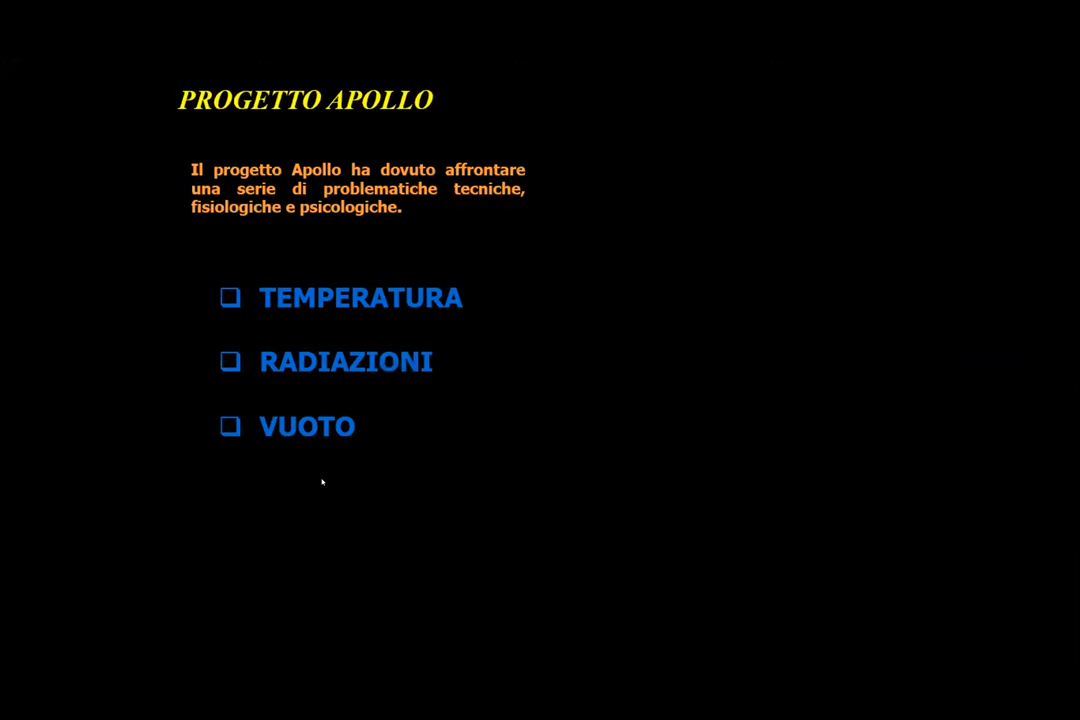 PROGETTO APOLLO
Il progetto Apollo ha dovuto affrontare
una serie di problematiche tecniche,
fisiologiche e psicologiche.
❑ TEMPERATURA
❑ RADIAZIONI
❑ VUOTO